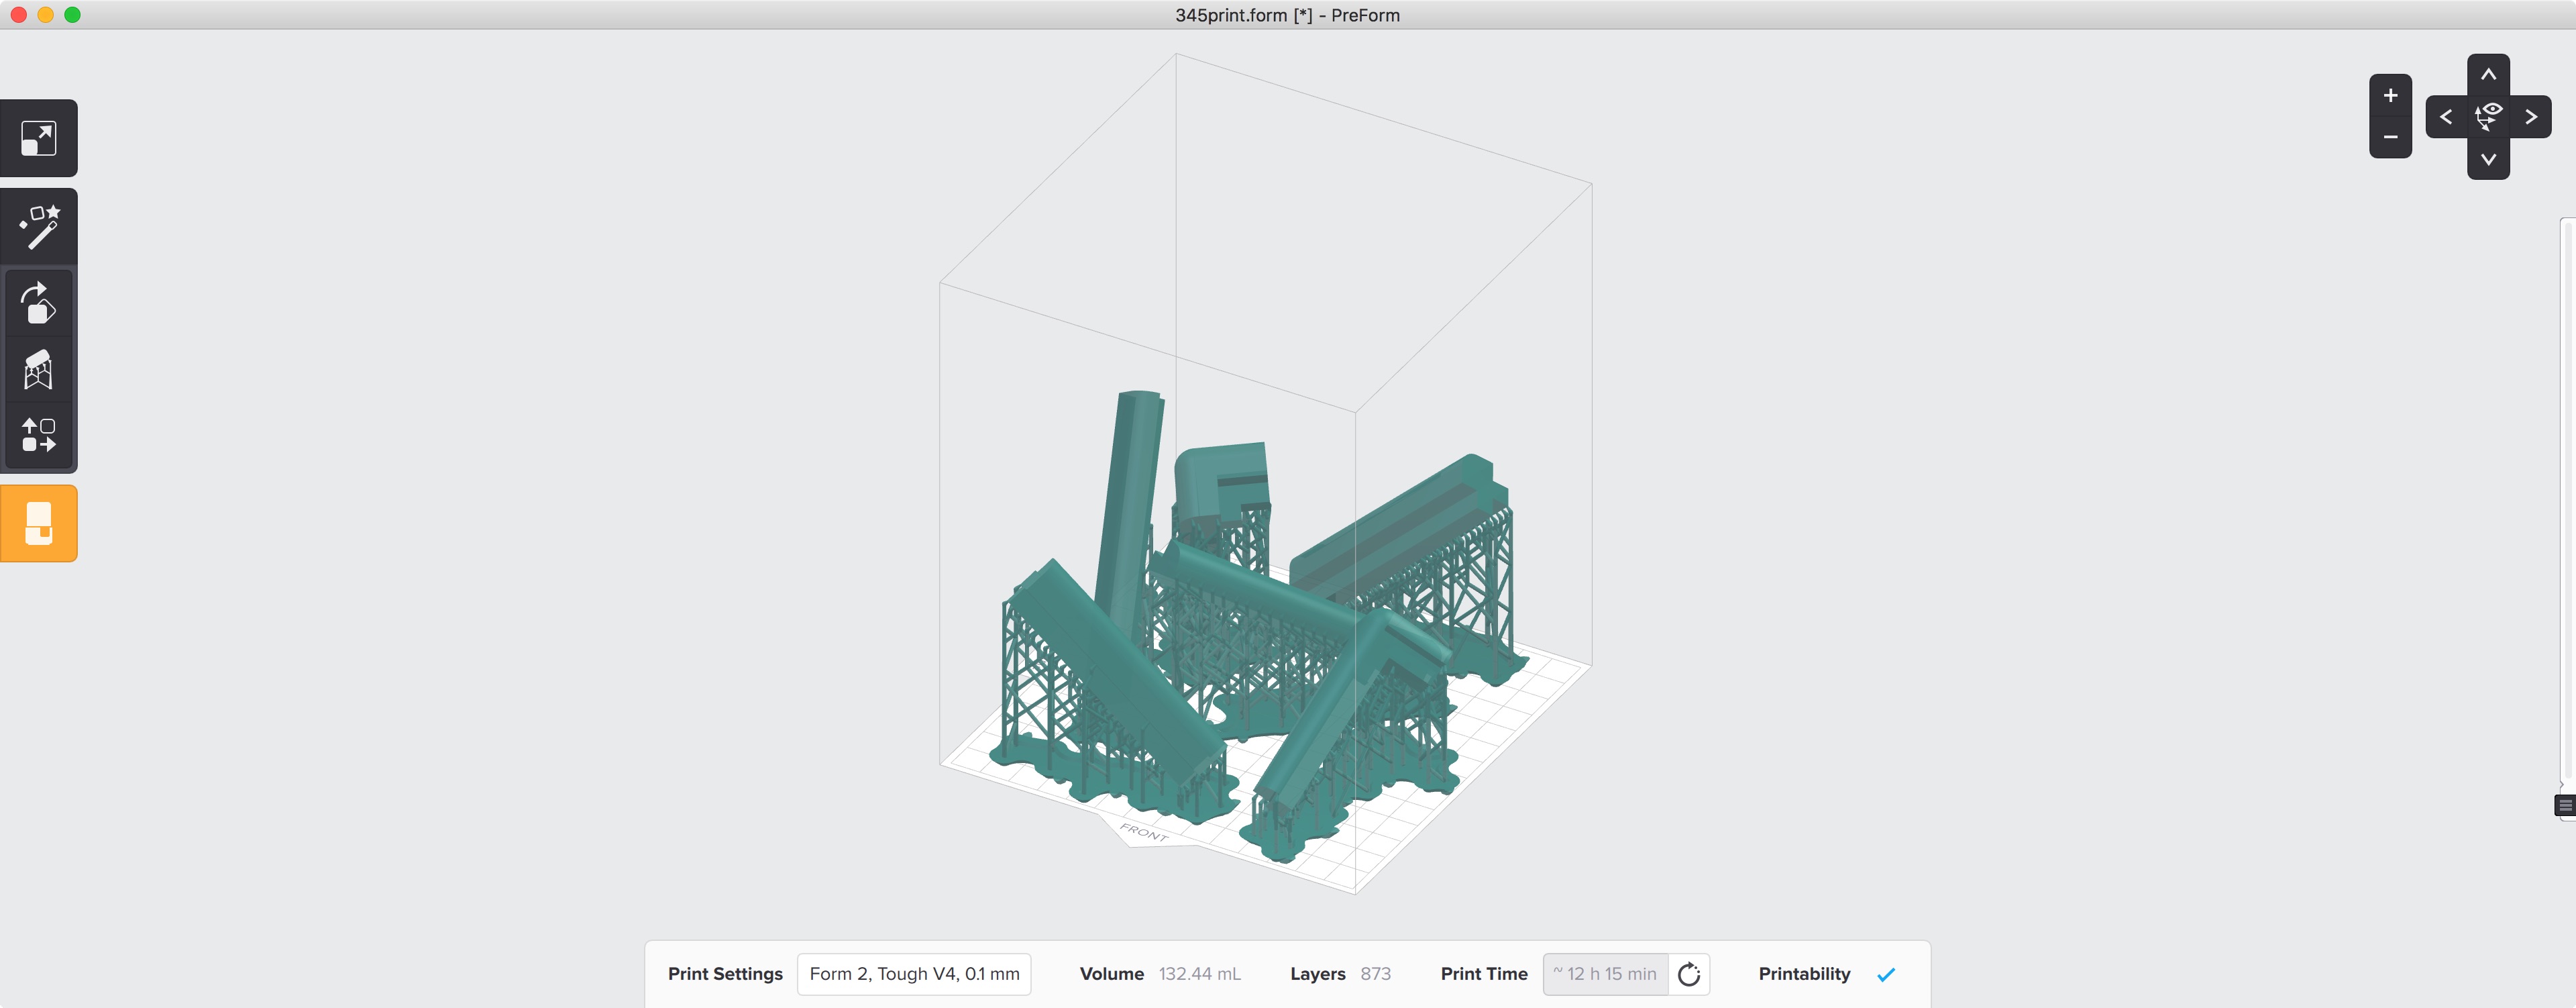 345print.form [*] - PreForm
FRONT
Print Settings Form 2, Tough V4, 0.1 mm Volume 132.44 mL Layers 873 Print Time ~ 12 h 15 min Printability